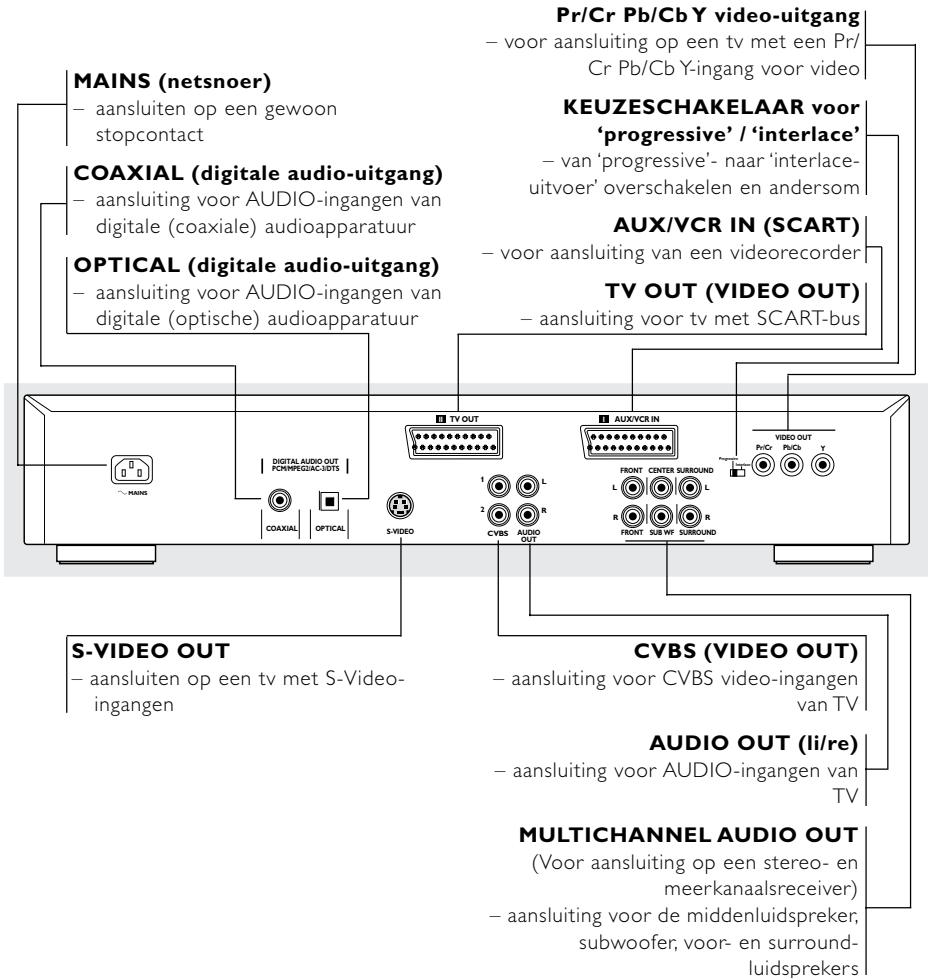 Pr/Cr Pb/Cb Y video-uitgang
– voor aansluiting op een tv met een Pr/
Cr Pb/Cb Y-ingang voor video
MAINS (netsnoer)
– aansluiten op een gewoon
stopcontact
KEUZESCHAKELAAR voor
‘progressive’ / ‘interlace’
– van ‘progressive’- naar ‘interlace-
uitvoer’ overschakelen en andersom
COAXIAL (digitale audio-uitgang)
– aansluiting voor AUDIO-ingangen van
digitale (coaxiale) audioapparatuur
AUX/VCR IN (SCART)
– voor aansluiting van een videorecorder
OPTICAL (digitale audio-uitgang)
– aansluiting voor AUDIO-ingangen van
digitale (optische) audioapparatuur
TV OUT (VIDEO OUT)
– aansluiting voor tv met SCART-bus
II TV OUT
I AUX/VCR IN
VIDEO OUT
Pr/Cr Pb/Cb Y
Progressive
Interlace
DIGITAL AUDIO OUT
PCM/MPEG2/AC-3/DTS
~ MAINS
COAXIAL OPTICAL
S-VIDEO
1 L
2 R
CVBS AUDIO
OUT
FRONT CENTER SURROUND
L L
R R
FRONT SUB WF SURROUND
S-VIDEO OUT
– aansluiten op een tv met S-Video-
ingangen
CVBS (VIDEO OUT)
– aansluiting voor CVBS video-ingangen
van TV
AUDIO OUT (li/re)
– aansluiting voor AUDIO-ingangen van
TV
MULTICHANNEL AUDIO OUT
(Voor aansluiting op een stereo- en
meerkanaalsreceiver)
– aansluiting voor de middenluidspreker,
subwoofer, voor- en surround-
luidsprekers